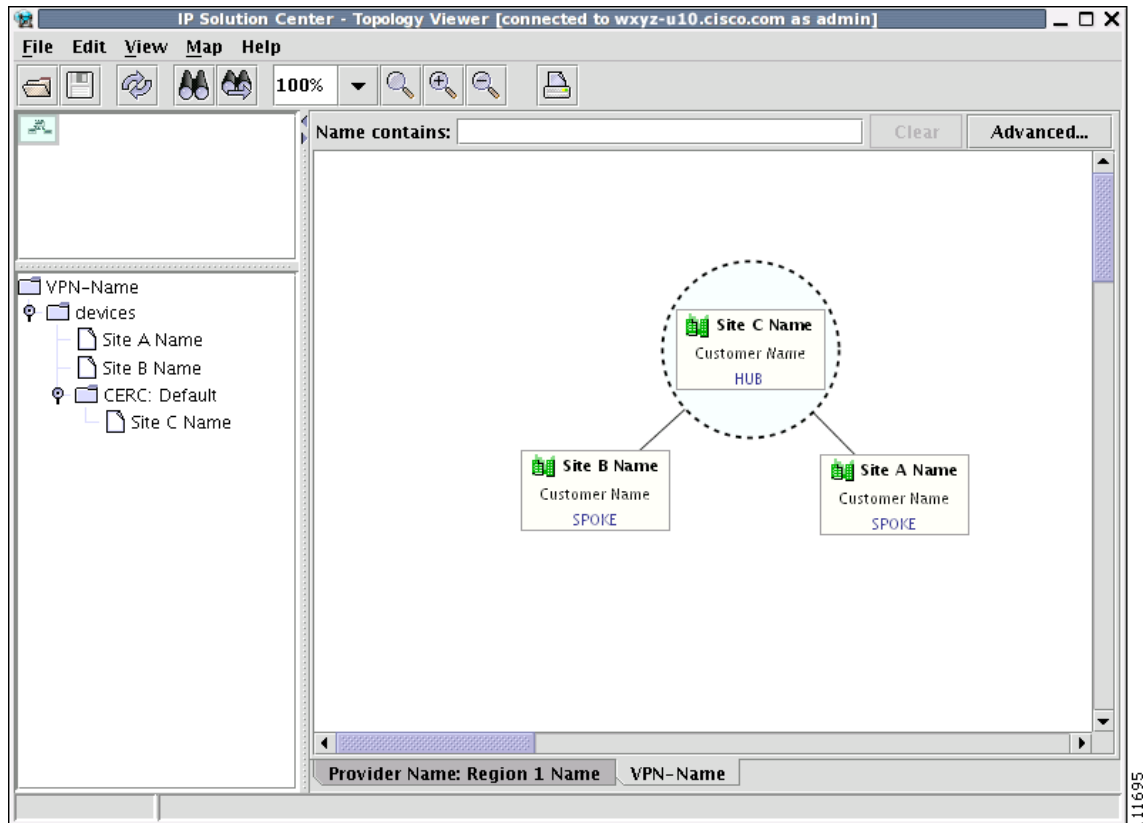 IP Solution Center - Topology Viewer [connected to wxyz-u10.cisco.com as admin]
File Edit View Map Help
100%
Name contains: Clear Advanced...
VPN-Name
devices
Site A Name
Site B Name
CERC: Default
Site C Name
Site C Name
Customer Name
HUB
Site B Name
Customer Name
SPOKE
Site A Name
Customer Name
SPOKE
Provider Name: Region 1 Name VPN-Name
11695